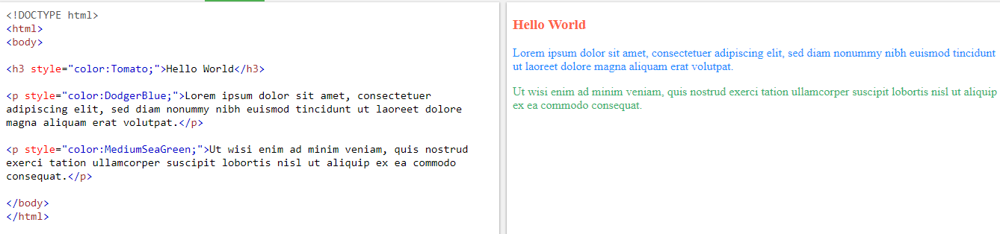 <!DOCTYPE html>
<html>
<body>
<h3 style="color:Tomato;">Hello World</h3>
<p style="color:DodgerBlue;">Lorem ipsum dolor sit amet, consectetuer
adipiscing elit, sed diam nonummy nibh euismod tincidunt ut laoreet dolore
magna aliquam erat volutpat.</p>
<p style="color:MediumSeaGreen;">Ut wisi enim ad minim veniam, quis nostrud
exerci tation ullamcorper suscipit lobortis nisl ut aliquip ex ea commodo
consequat.</p>
</body>
</html>
Hello World
Lorem ipsum dolor sit amet, consectetuer adipiscing elit, sed diam nonummy nibh euismod tincidunt
ut laoreet dolore magna aliquam erat volutpat.
Ut wisi enim ad minim veniam, quis nostrud exerci tation ullamcorper suscipit lobortis nisl ut aliquip
ex ea commodo consequat.